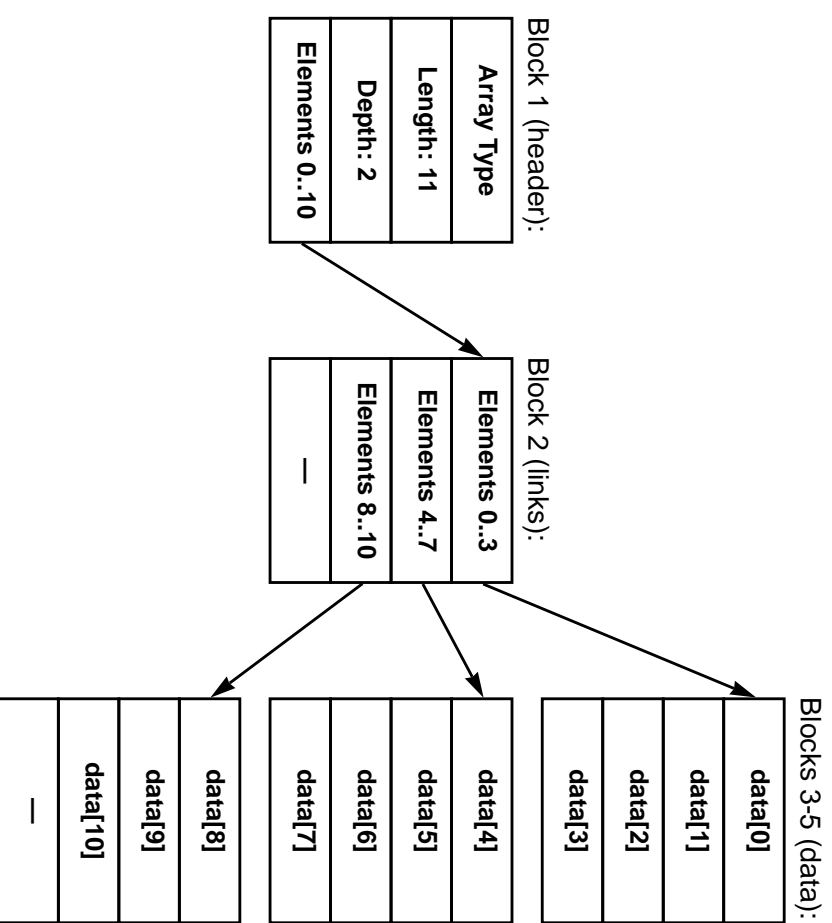 Block 1 (header):
Array Type
Length: 11
Depth: 2
Elements 0..10
Block 2 (links):
Elements 0..3
Elements 4..7
Elements 8..10
—
Blocks 3-5 (data):
data[0]
data[1]
data[2]
data[3]
data[4]
data[5]
data[6]
data[7]
data[8]
data[9]
data[10]
—